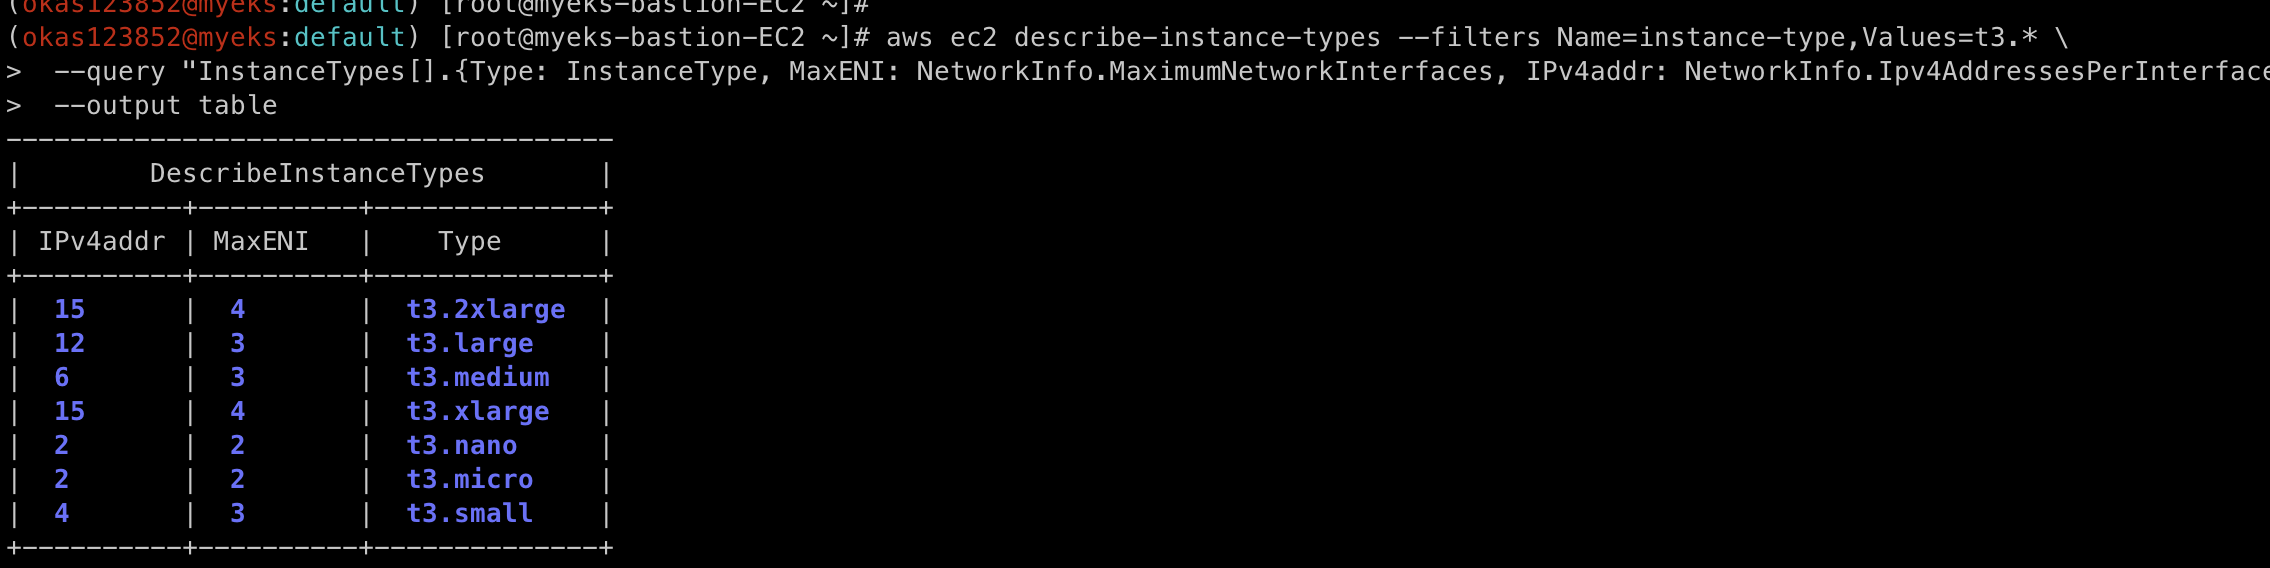 (okas123852@myeks:default) [root@myeks-bastion-EC2 ~]#
(okas123852@myeks:default) [root@myeks-bastion-EC2 ~]# aws ec2 describe-instance-types --filters Name=instance-type,Values=t3.* \
>  --query "InstanceTypes[].{Type: InstanceType, MaxENI: NetworkInfo.MaximumNetworkInterfaces, IPv4addr: NetworkInfo.Ipv4AddressesPerInterface
>  --output table
--------------------------------------
|        DescribeInstanceTypes       |
+----------+----------+--------------+
| IPv4addr | MaxENI   |    Type      |
+----------+----------+--------------+
|  15      |  4       |  t3.2xlarge  |
|  12      |  3       |  t3.large    |
|  6       |  3       |  t3.medium   |
|  15      |  4       |  t3.xlarge   |
|  2       |  2       |  t3.nano     |
|  2       |  2       |  t3.micro    |
|  4       |  3       |  t3.small    |
+----------+----------+--------------+